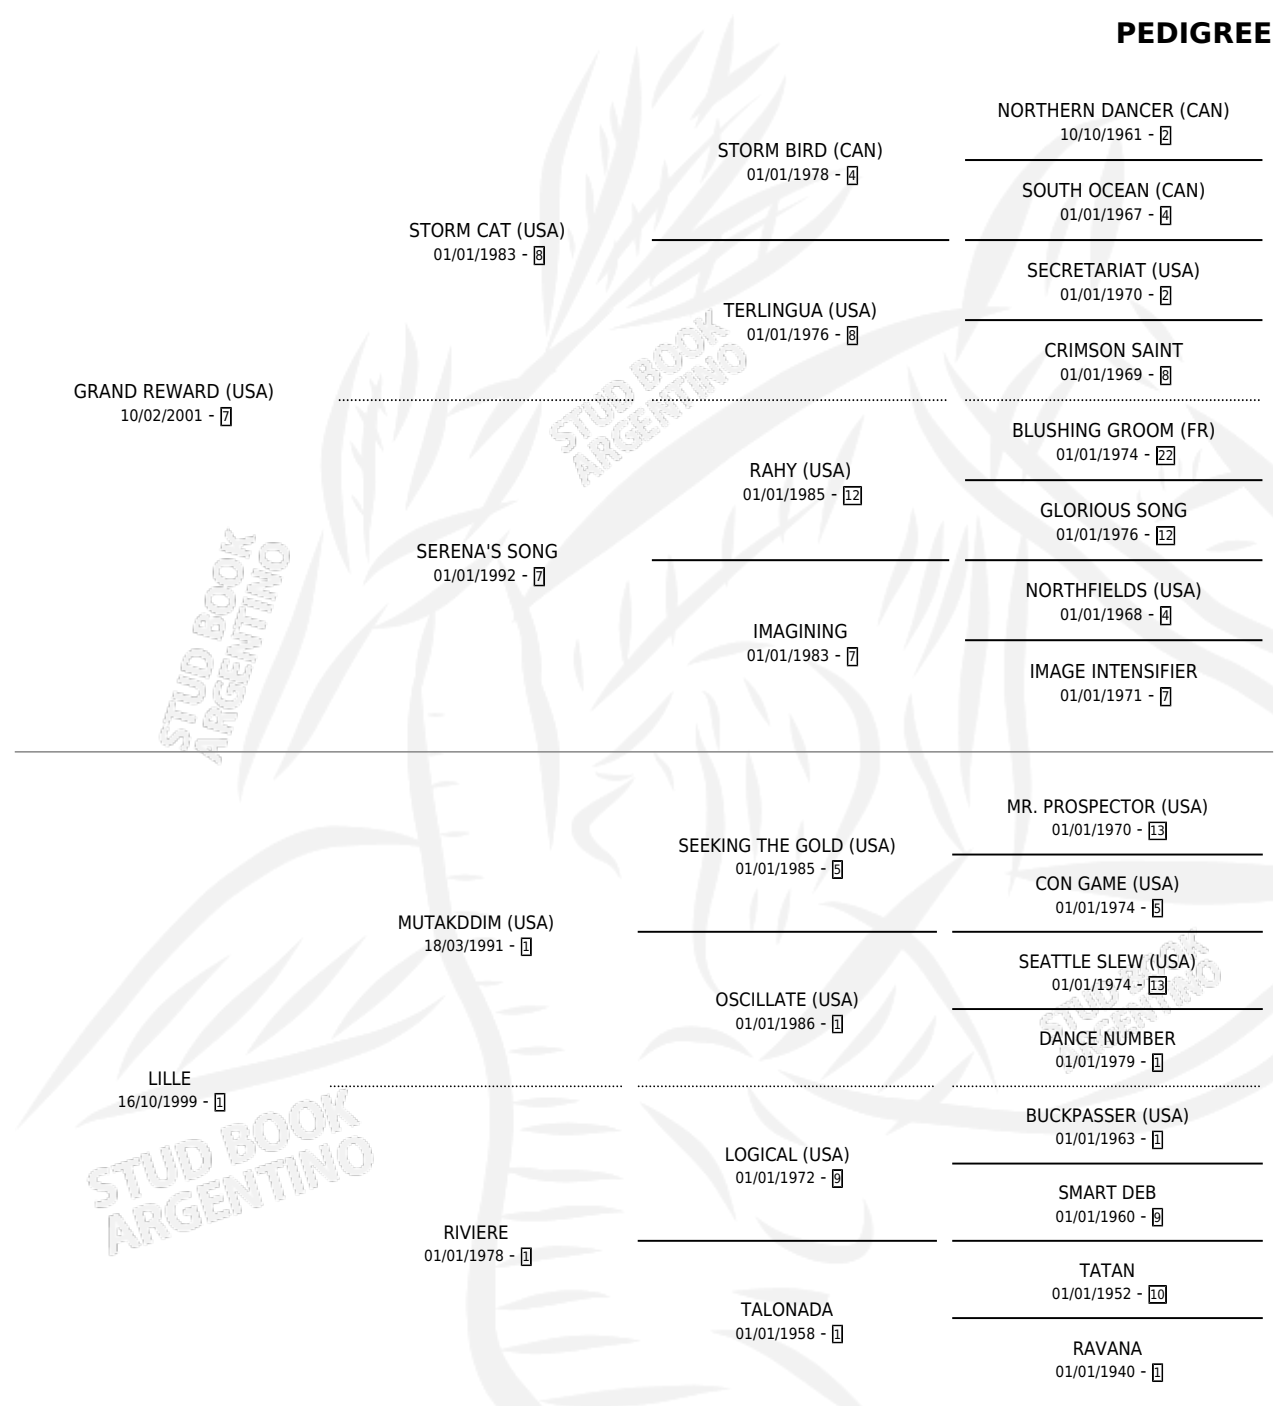 PEDIGREE
GRAND REWARD (USA)
10/02/2001 - 7
STORM CAT (USA)
01/01/1983 - 8
STORM BIRD (CAN)
01/01/1978 - 4
NORTHERN DANCER (CAN)
10/10/1961 - 2
SOUTH OCEAN (CAN)
01/01/1967 - 4
TERLINGUA (USA)
01/01/1976 - 8
SECRETARIAT (USA)
01/01/1970 - 2
CRIMSON SAINT
01/01/1969 - 8
SERENA'S SONG
01/01/1992 - 7
RAHY (USA)
01/01/1985 - 12
BLUSHING GROOM (FR)
01/01/1974 - 22
GLORIOUS SONG
01/01/1976 - 12
IMAGINING
01/01/1983 - 7
NORTHFIELDS (USA)
01/01/1968 - 4
IMAGE INTENSIFIER
01/01/1971 - 7
LILLE
16/10/1999 - 1
MUTAKDDIM (USA)
18/03/1991 - 1
SEEKING THE GOLD (USA)
01/01/1985 - 5
MR. PROSPECTOR (USA)
01/01/1970 - 13
CON GAME (USA)
01/01/1974 - 5
OSCILLATE (USA)
01/01/1986 - 1
SEATTLE SLEW (USA)
01/01/1974 - 13
DANCE NUMBER
01/01/1979 - 1
RIVIERE
01/01/1978 - 1
LOGICAL (USA)
01/01/1972 - 9
BUCKPASSER (USA)
01/01/1963 - 1
SMART DEB
01/01/1960 - 9
TALONADA
01/01/1958 - 1
TATAN
01/01/1952 - 10
RAVANA
01/01/1940 - 1
STUD BOOK
ARGENTINO
STUD BOOK
ARGENTINO
STUD BOOK
ARGENTINO
STUD BOOK
ARGENTINO